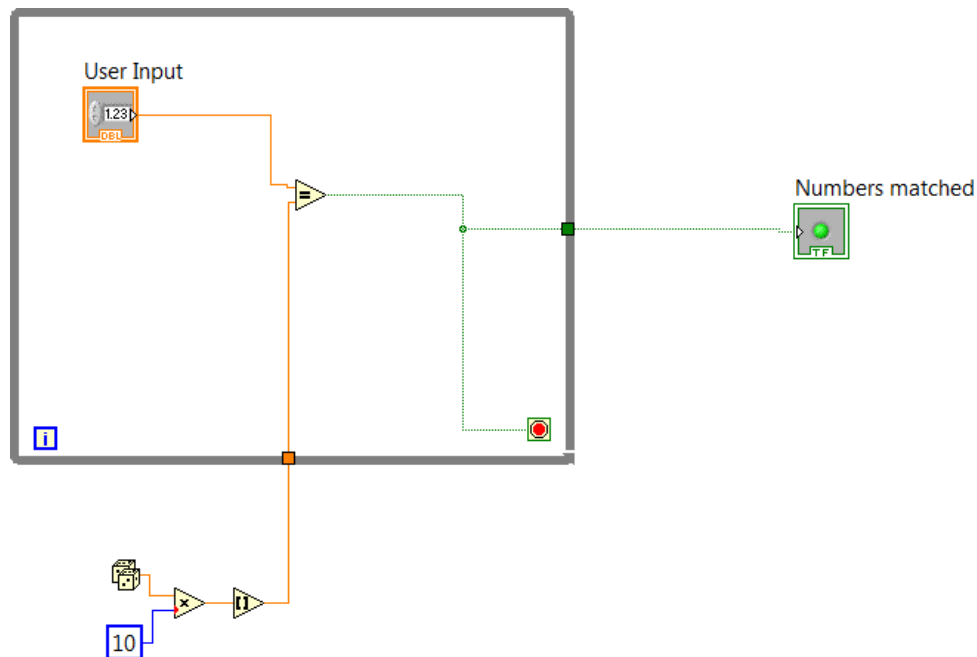 User Input
1.23
DBL
=
Numbers matched
TF
i
x
[]
10